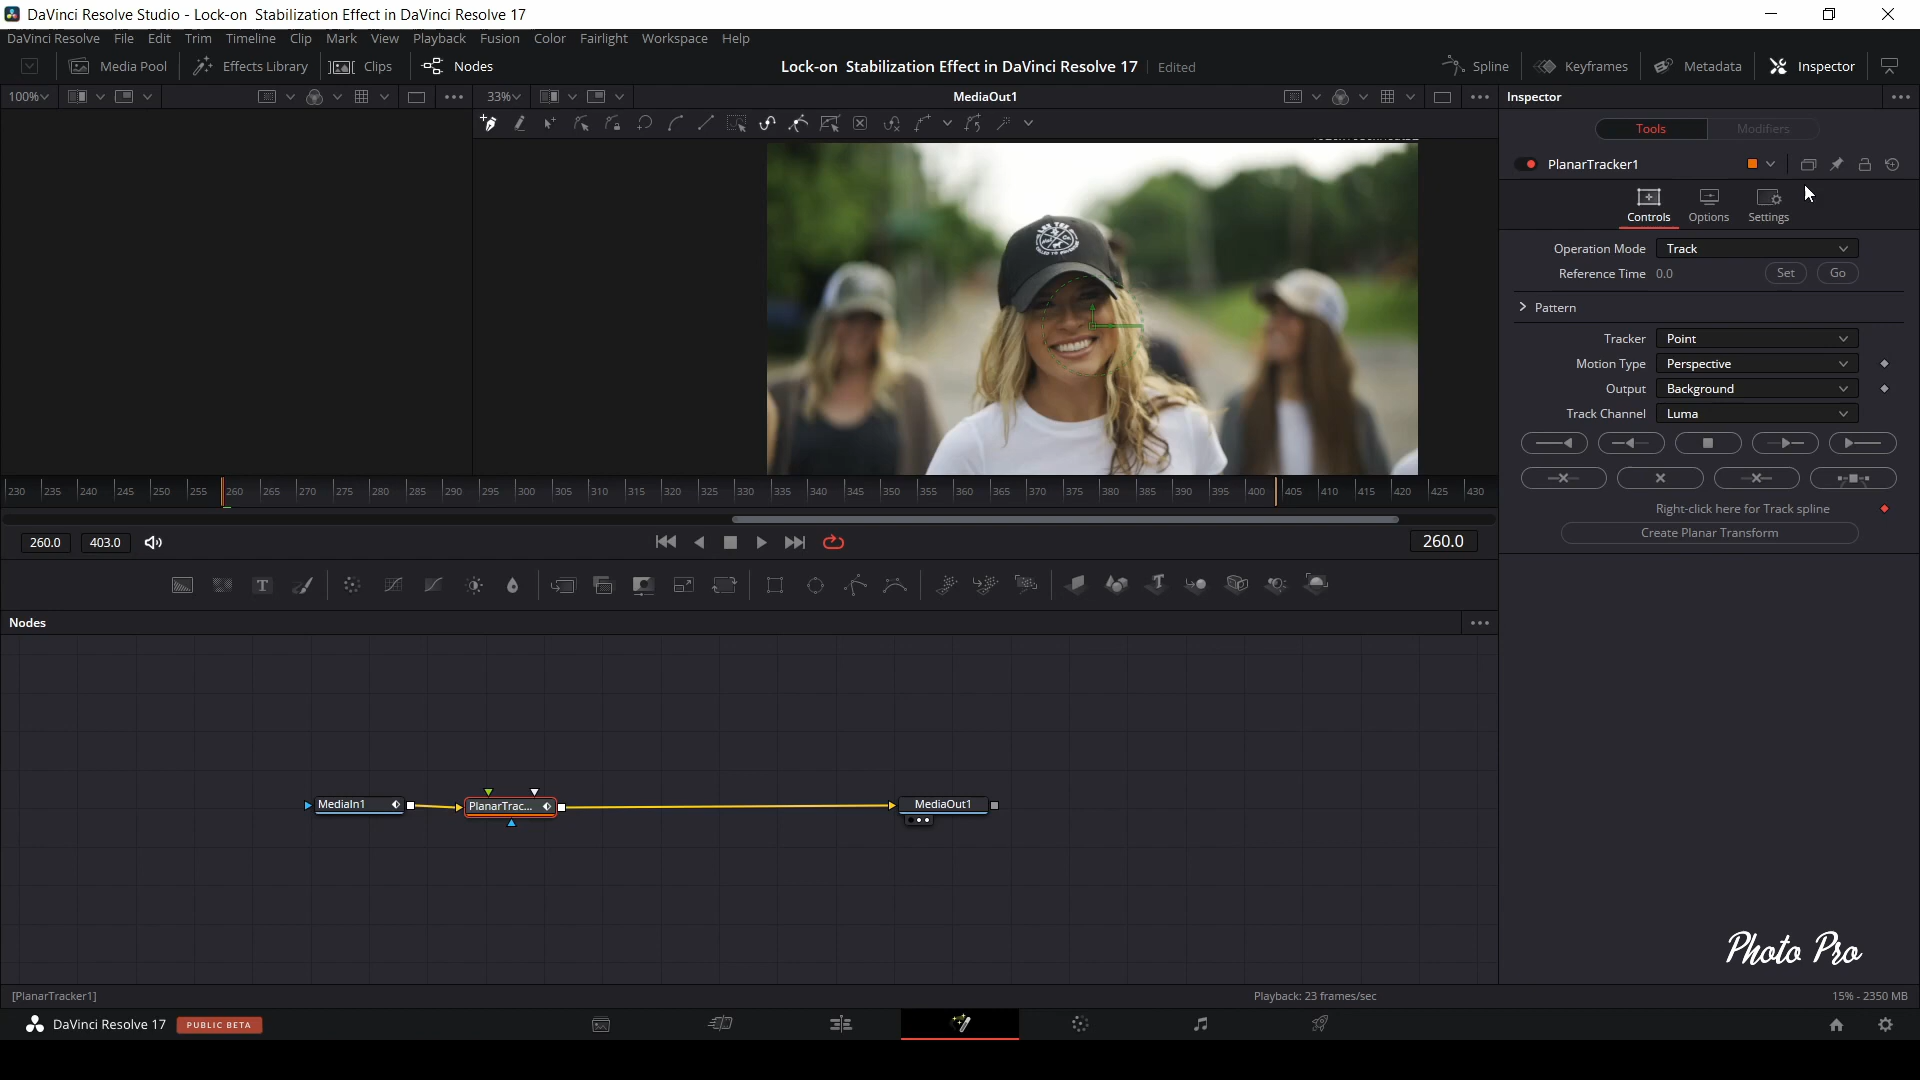 DaVinci Resolve Studio - Lock-on  Stabilization Effect in DaVinci Resolve 17
DaVinci Resolve File Edit Trim Timeline Clip Mark View Playback Fusion Color Fairlight Workspace Help
Media Pool Effects Library Clips Nodes Lock-on  Stabilization Effect in DaVinci Resolve 17 Edited Spline Keyframes Metadata Inspector
100% 33% MediaOut1 Inspector
Tools Modifiers
PlanarTracker1
Controls Options Settings
Operation Mode Track
Reference Time 0.0 Set Go
Pattern
Tracker Point
Motion Type Perspective
Output Background
Track Channel Luma
Right-click here for Track spline
Create Planar Transform
230 235 240 245 250 255 260 265 270 275 280 285 290 295 300 305 310 315 320 325 330 335 340 345 350 355 360 365 370 375 380 385 390 395 400 405 410 415 420 425 430
260.0 403.0 260.0
Nodes
MediaIn1 PlanarTrac... MediaOut1
Photo Pro
[PlanarTracker1] Playback: 23 frames/sec 15% - 2350 MB
DaVinci Resolve 17 PUBLIC BETA